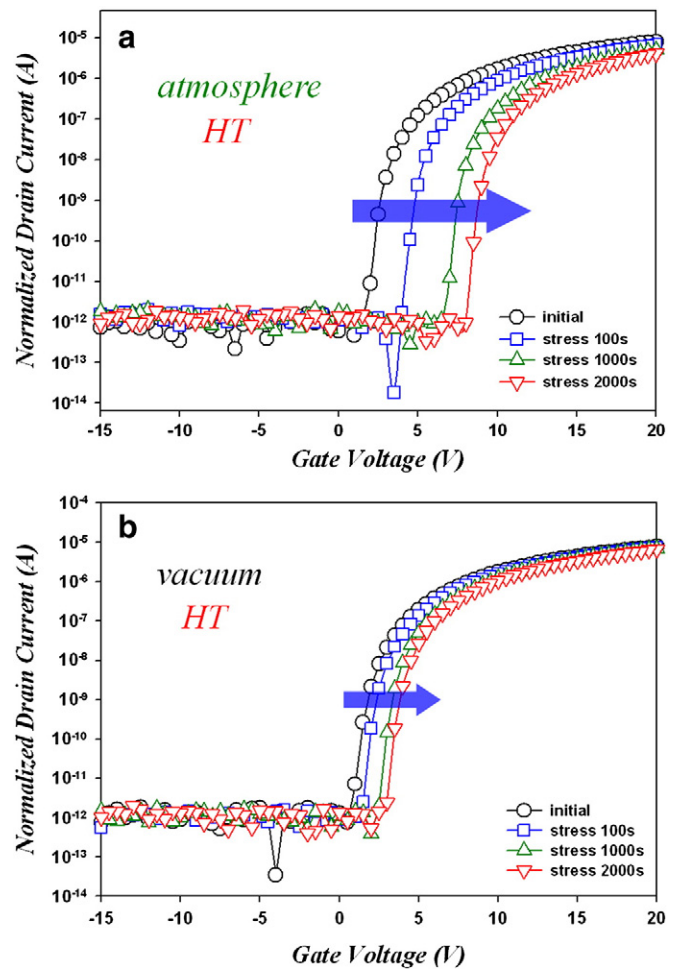 a
atmosphere
HT
Normalized Drain Current (A)
10⁻⁵
10⁻⁶
10⁻⁷
10⁻⁸
10⁻⁹
10⁻¹⁰
10⁻¹¹
10⁻¹²
10⁻¹³
10⁻¹⁴
initial
stress 100s
stress 1000s
stress 2000s
-15 -10 -5 0 5 10 15 20
Gate Voltage (V)
b
vacuum
HT
Normalized Drain Current (A)
10⁻⁴
10⁻⁵
10⁻⁶
10⁻⁷
10⁻⁸
10⁻⁹
10⁻¹⁰
10⁻¹¹
10⁻¹²
10⁻¹³
10⁻¹⁴
initial
stress 100s
stress 1000s
stress 2000s
-15 -10 -5 0 5 10 15 20
Gate Voltage (V)